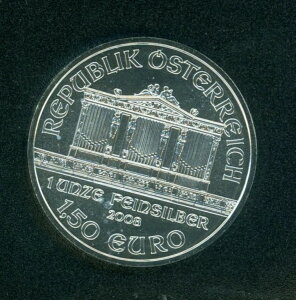 REPUBLIK ÖSTERREICH
1 UNZE FEINSILBER
2008
1,50 EURO